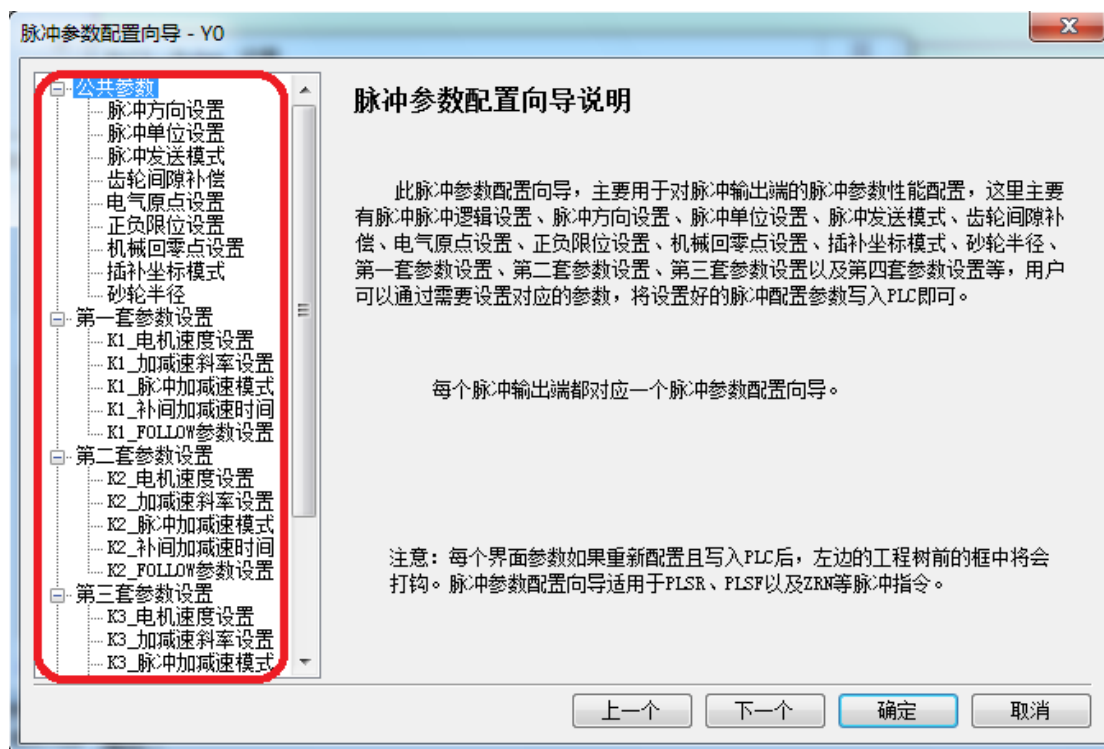 脉冲参数配置向导 - Y0
公共参数
脉冲方向设置
脉冲单位设置
脉冲发送模式
齿轮间隙补偿
电气原点设置
正负限位设置
机械回零点设置
插补坐标模式
砂轮半径
第一套参数设置
K1_电机速度设置
K1_加减速斜率设置
K1_脉冲加减速模式
K1_补间加减速时间
K1_FOLLOW参数设置
第二套参数设置
K2_电机速度设置
K2_加减速斜率设置
K2_脉冲加减速模式
K2_补间加减速时间
K2_FOLLOW参数设置
第三套参数设置
K3_电机速度设置
K3_加减速斜率设置
K3_脉冲加减速模式
脉冲参数配置向导说明
此脉冲参数配置向导，主要用于对脉冲输出端的脉冲参数性能配置，这里主要
有脉冲脉冲逻辑设置、脉冲方向设置、脉冲单位设置、脉冲发送模式、齿轮间隙补
偿、电气原点设置、正负限位设置、机械回零点设置、插补坐标模式、砂轮半径、
第一套参数设置、第二套参数设置、第三套参数设置以及第四套参数设置等，用户
可以通过需要设置对应的参数，将设置好的脉冲配置参数写入PLC即可。
每个脉冲输出端都对应一个脉冲参数配置向导。
注意：每个界面参数如果重新配置且写入PLC后，左边的工程树前的框中将会
打钩。脉冲参数配置向导适用于PLSR、PLSF以及ZRN等脉冲指令。
上一个
下一个
确定
取消